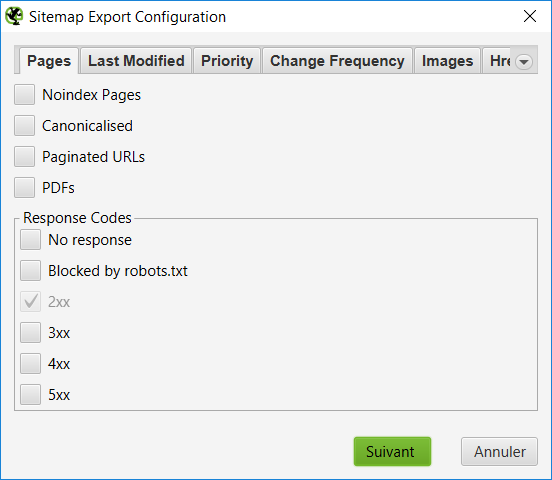 Sitemap Export Configuration
Pages Last Modified Priority Change Frequency Images Hre
Noindex Pages
Canonicalised
Paginated URLs
PDFs
Response Codes
No response
Blocked by robots.txt
2xx
3xx
4xx
5xx
Suivant Annuler